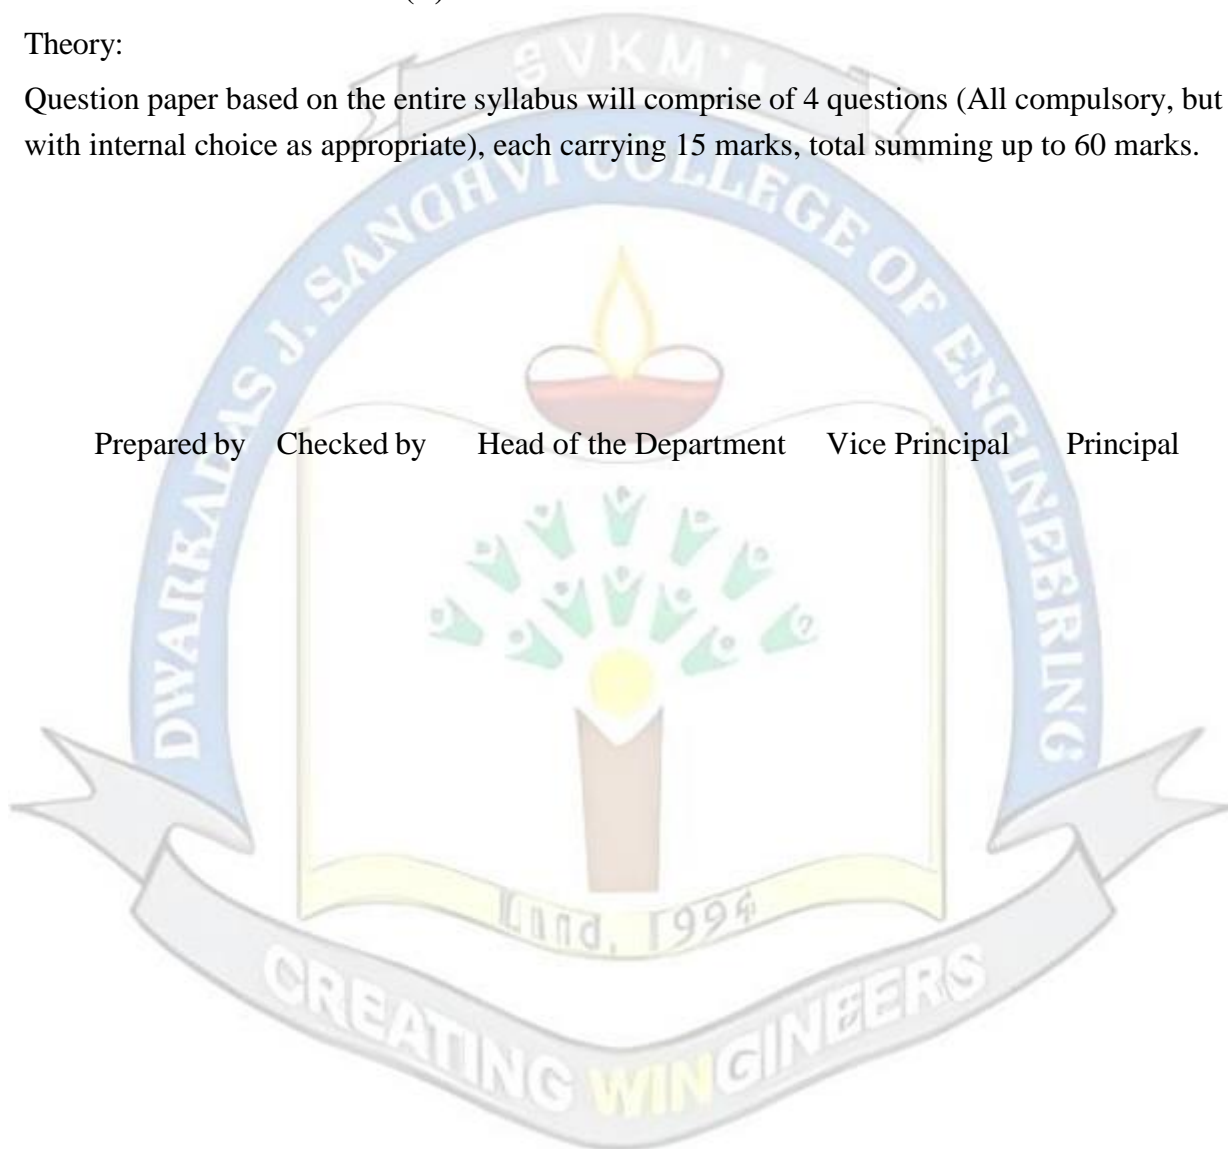 Theory:
Question paper based on the entire syllabus will comprise of 4 questions (All compulsory, but
with internal choice as appropriate), each carrying 15 marks, total summing up to 60 marks.
SVKM's
DWARKADAS J. SANGHVI COLLEGE OF ENGINEERING
Prepared by Checked by Head of the Department Vice Principal Principal
1994
CREATING WINGINEERS